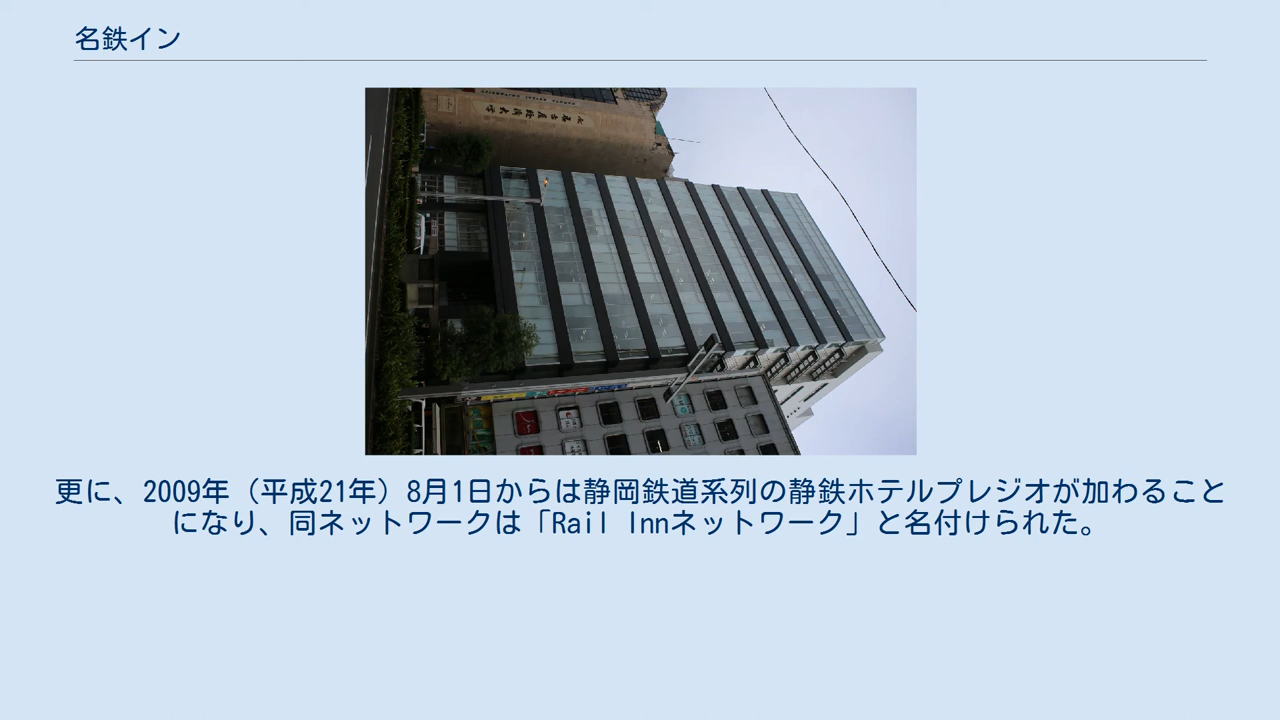 名鉄イン
更に、2009年（平成21年）8月1日からは静岡鉄道系列の静鉄ホテルプレジオが加わること
になり、同ネットワークは「Rail Innネットワーク」と名付けられた。